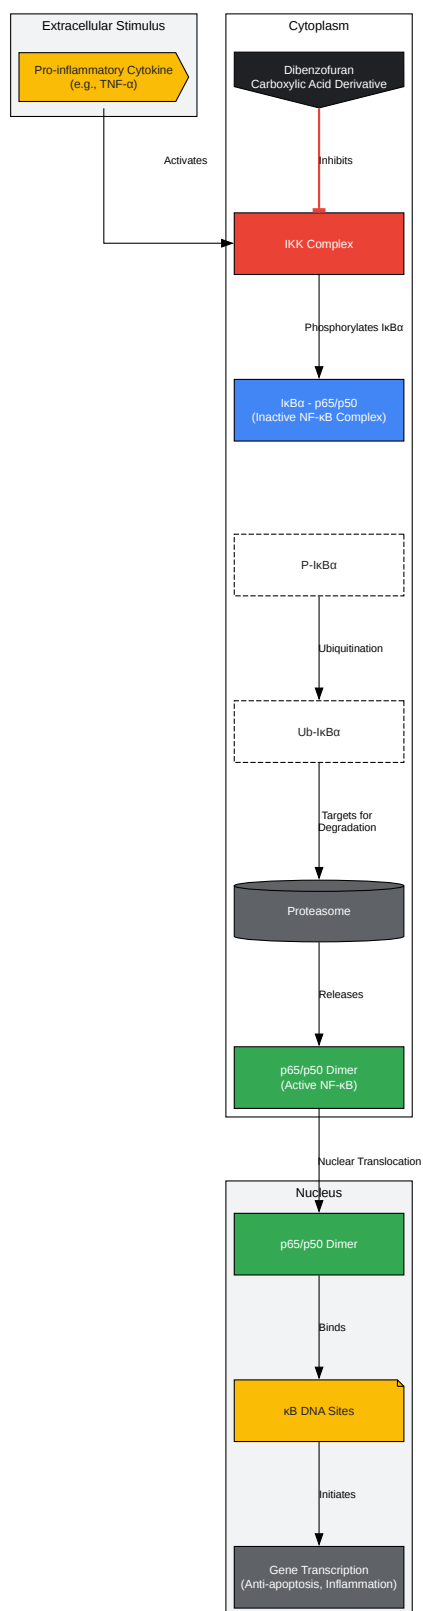 Extracellular Stimulus
Pro-inflammatory Cytokine
(e.g., TNF-α)
Activates
Cytoplasm
Dibenzofuran
Carboxylic Acid Derivative
Inhibits
IKK Complex
Phosphorylates IκBα
IκBα - p65/p50
(Inactive NF-κB Complex)
P-IκBα
Ubiquitination
Ub-IκBα
Targets for
Degradation
Proteasome
Releases
p65/p50 Dimer
(Active NF-κB)
Nuclear Translocation
Nucleus
p65/p50 Dimer
Binds
κB DNA Sites
Initiates
Gene Transcription
(Anti-apoptosis, Inflammation)